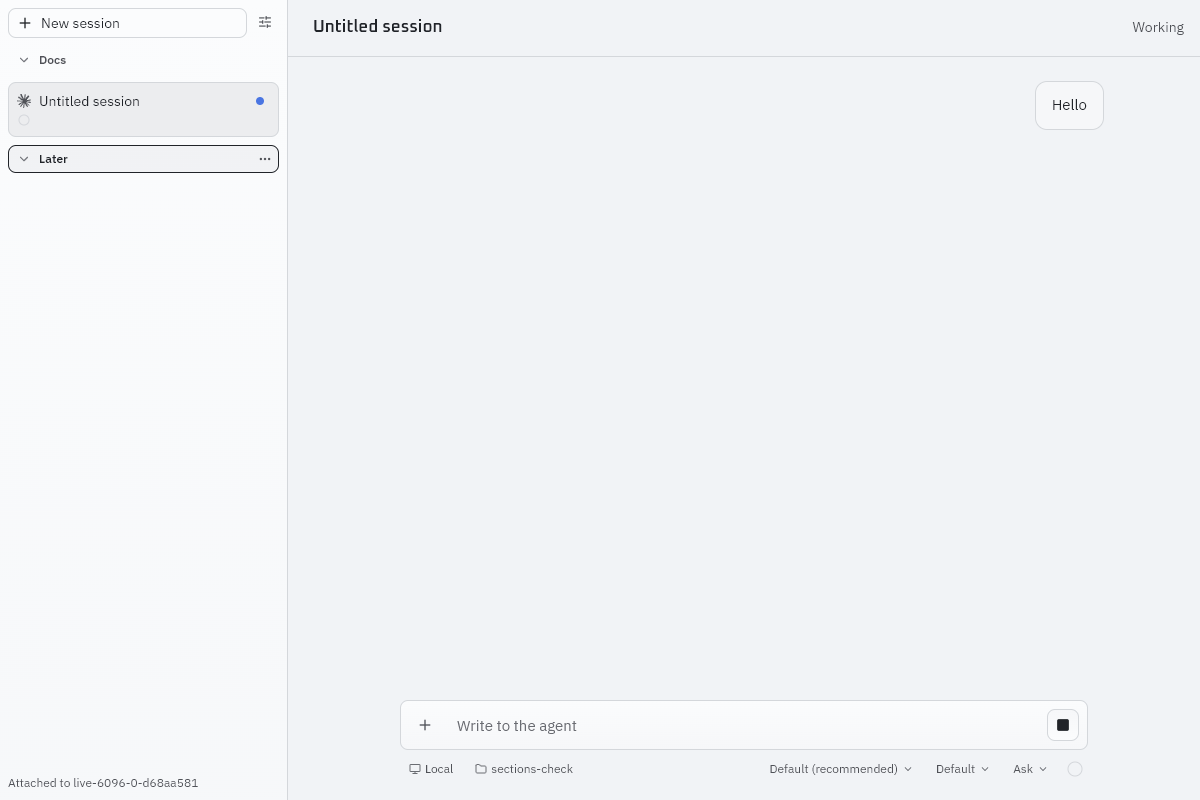 New session
Docs
Untitled session
Later
Attached to live-6096-0-d68aa581
Untitled session
Working
Hello
Write to the agent
Local
sections-check
Default (recommended)
Default
Ask